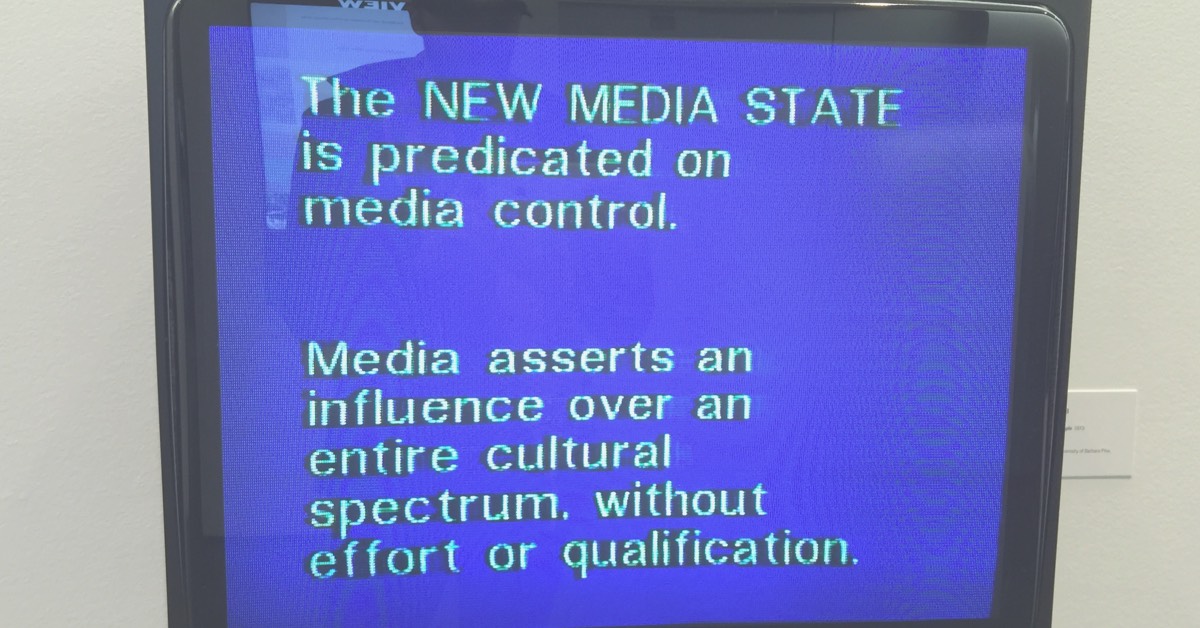 VIEW
The NEW MEDIA STATE
is predicated on
media control.
Media asserts an
influence over an
entire cultural
spectrum, without
effort or qualification.